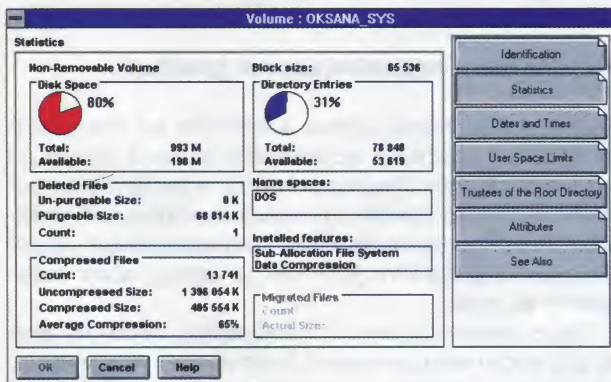 Volume : OKSANA_SYS
Statistics
Non-Removable Volume
Disk Space
80%
Total: 993 M
Available: 198 M
Deleted Files
Un-purgeable Size: 0 K
Purgeable Size: 68 814 K
Count: 1
Compressed Files
Count: 13 741
Uncompressed Size: 1 396 054 K
Compressed Size: 485 554 K
Average Compression: 65%
Block size: 65 536
Directory Entries
31%
Total: 78 848
Available: 53 619
Name spaces:
DOS
Installed features:
Sub-Allocation File System
Data Compression
Migrated Files
Count:
Actual Size:
Identification
Statistics
Dates and Times
User Space Limits
Trustees of the Root Directory
Attributes
See Also
OK
Cancel
Help